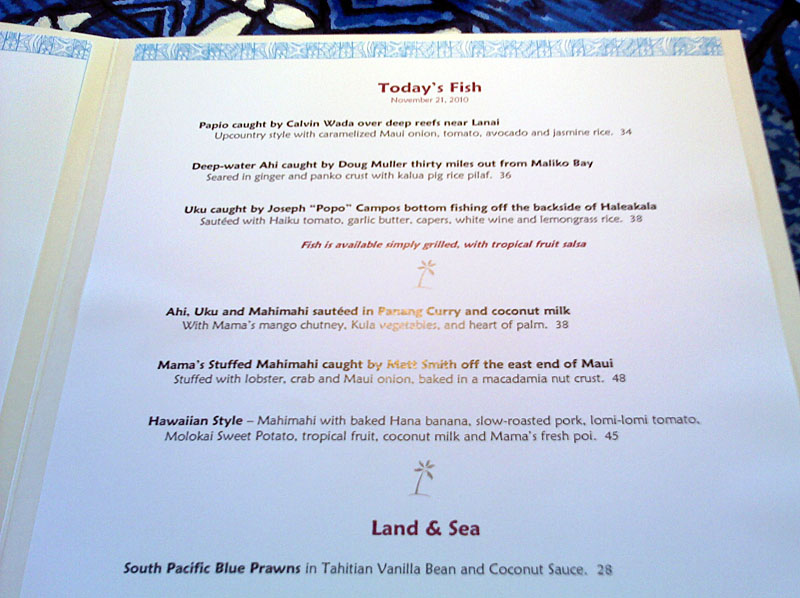 Today's Fish
November 21, 2010
Papio caught by Calvin Wada over deep reefs near Lanai
Upcountry style with caramelized Maui onion, tomato, avocado and jasmine rice. 34
Deep-water Ahi caught by Doug Muller thirty miles out from Maliko Bay
Seared in ginger and panko crust with kalua pig rice pilaf. 36
Uku caught by Joseph "Popo" Campos bottom fishing off the backside of Haleakala
Sautéed with Haiku tomato, garlic butter, capers, white wine and lemongrass rice. 38
Fish is available simply grilled, with tropical fruit salsa
Ahi, Uku and Mahimahi sautéed in Panang Curry and coconut milk
With Mama's mango chutney, Kula vegetables, and heart of palm. 38
Mama's Stuffed Mahimahi caught by Matt Smith off the east end of Maui
Stuffed with lobster, crab and Maui onion, baked in a macadamia nut crust. 48
Hawaiian Style – Mahimahi with baked Hana banana, slow-roasted pork, lomi-lomi tomato,
Molokai Sweet Potato, tropical fruit, coconut milk and Mama's fresh poi. 45
Land & Sea
South Pacific Blue Prawns in Tahitian Vanilla Bean and Coconut Sauce. 28